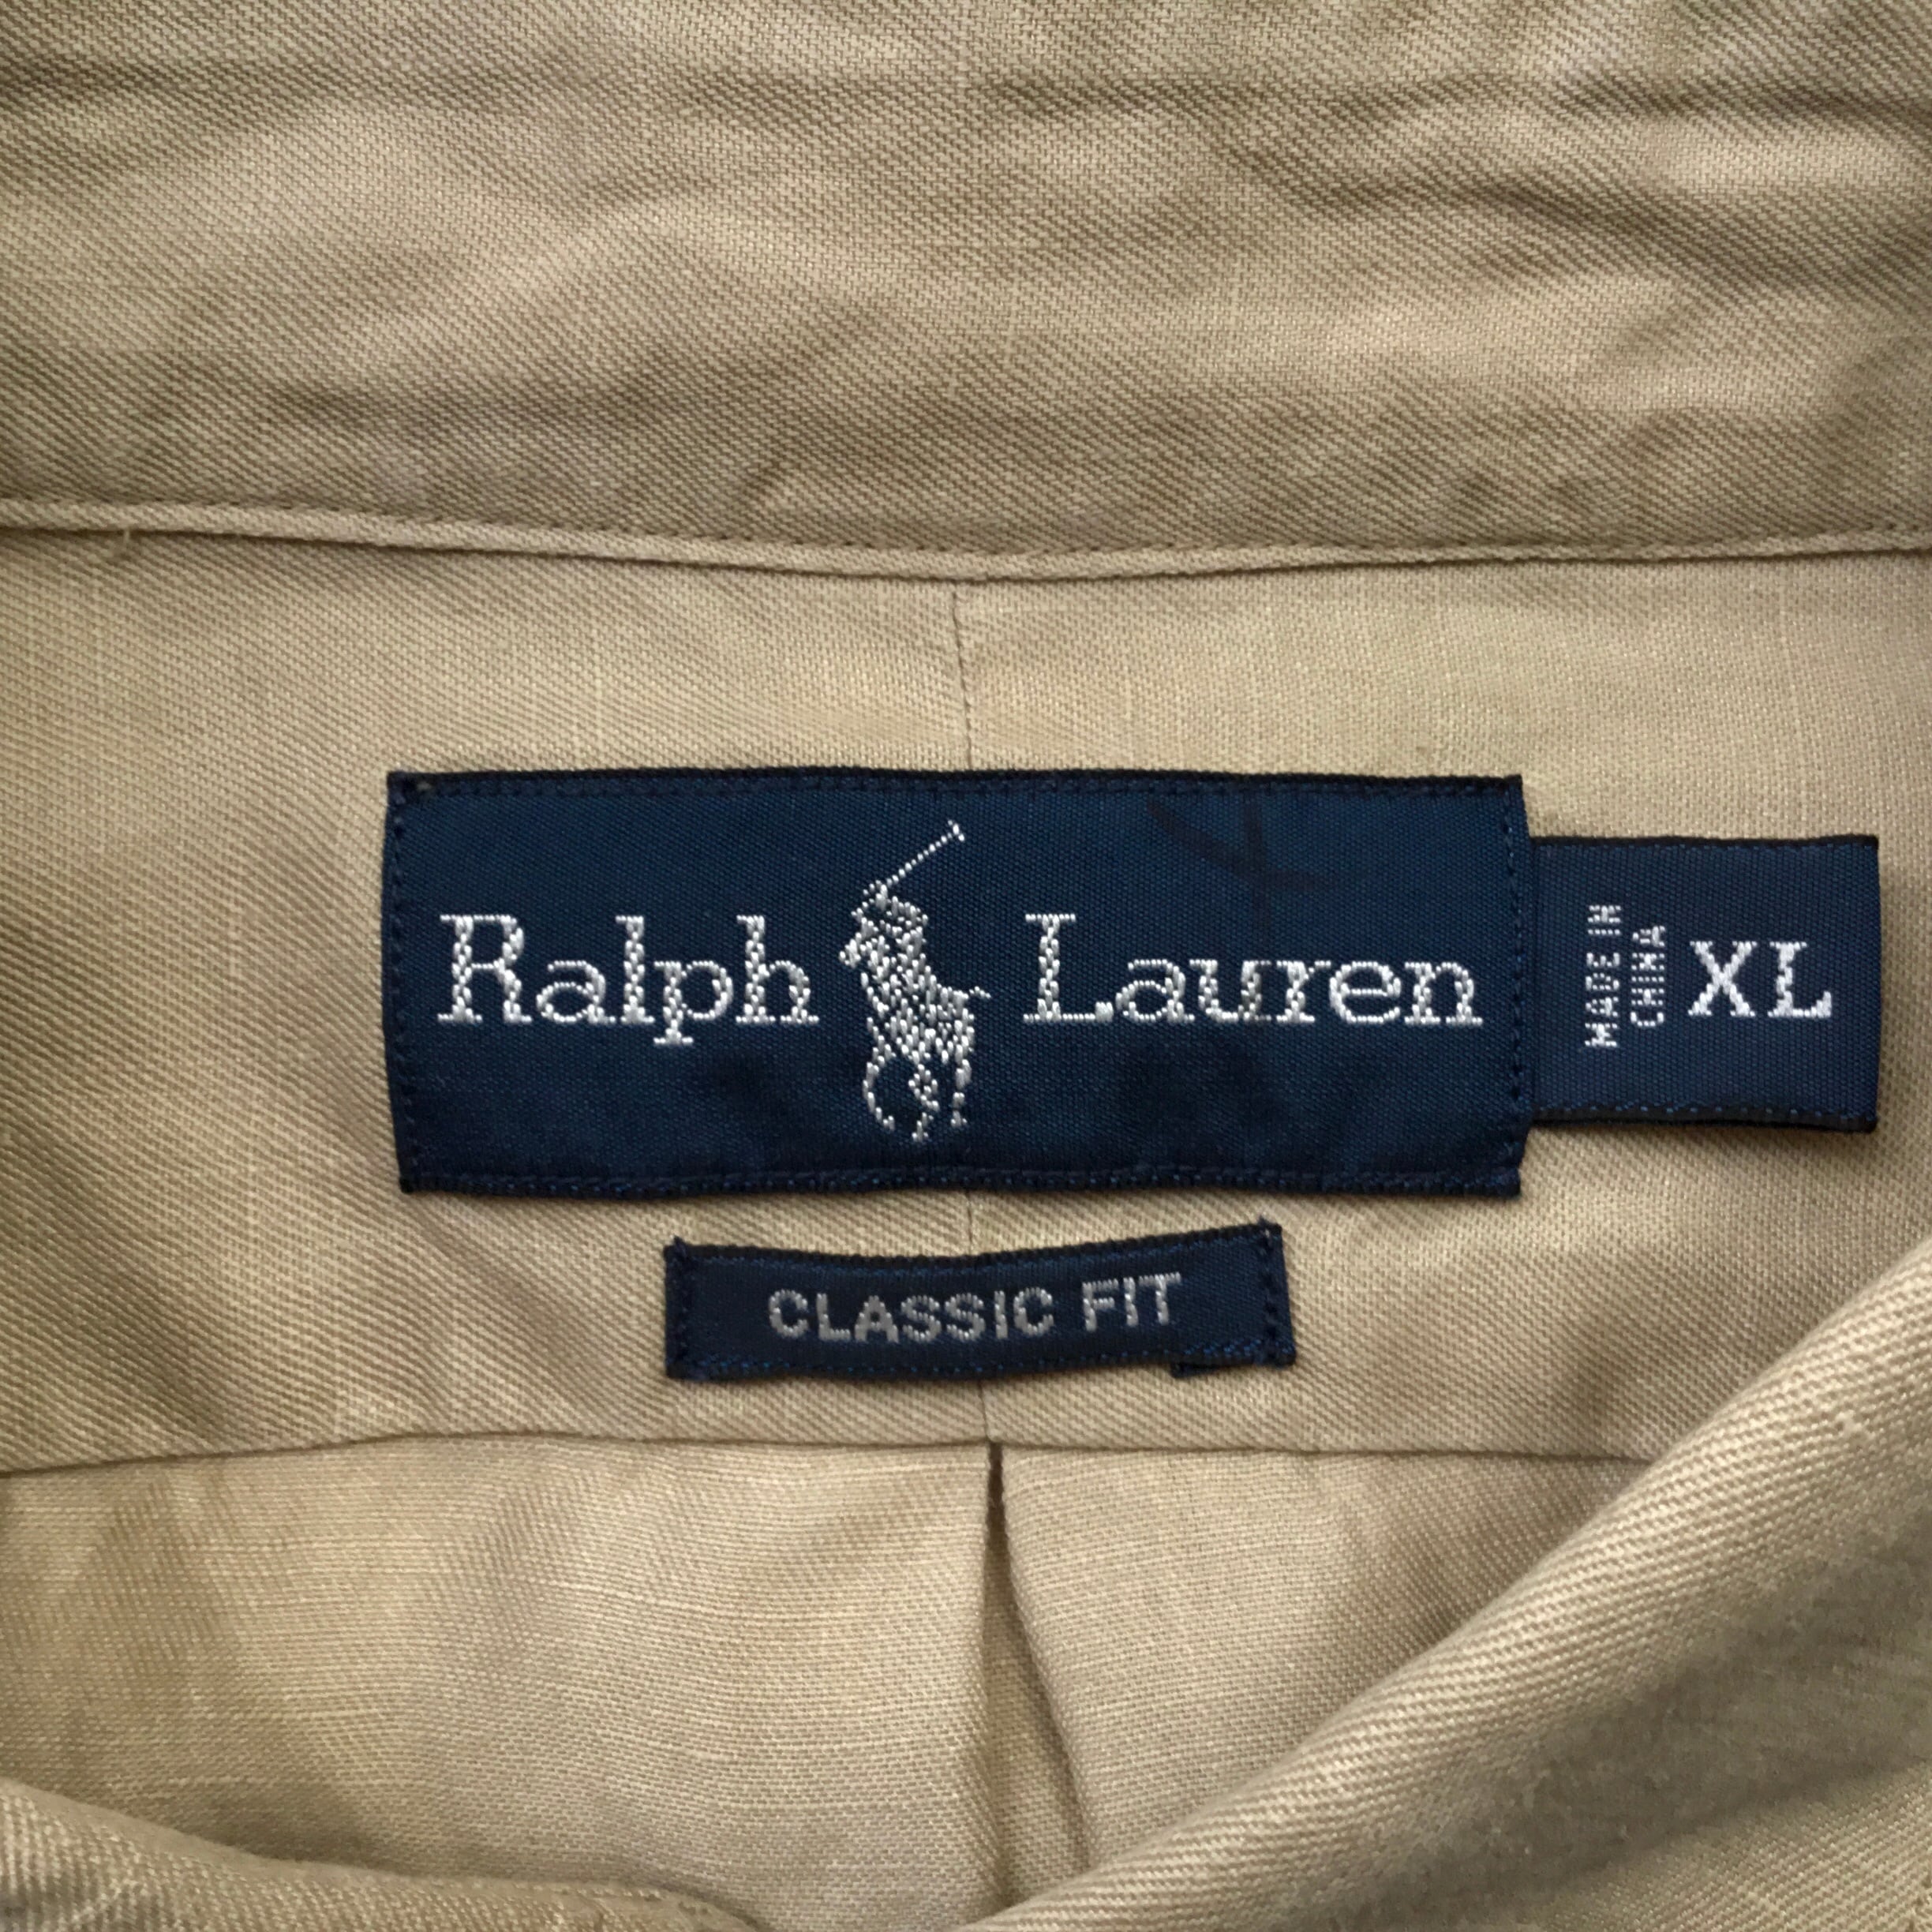 Ralph Lauren
MADE IN
CHINA
XL
CLASSIC FIT